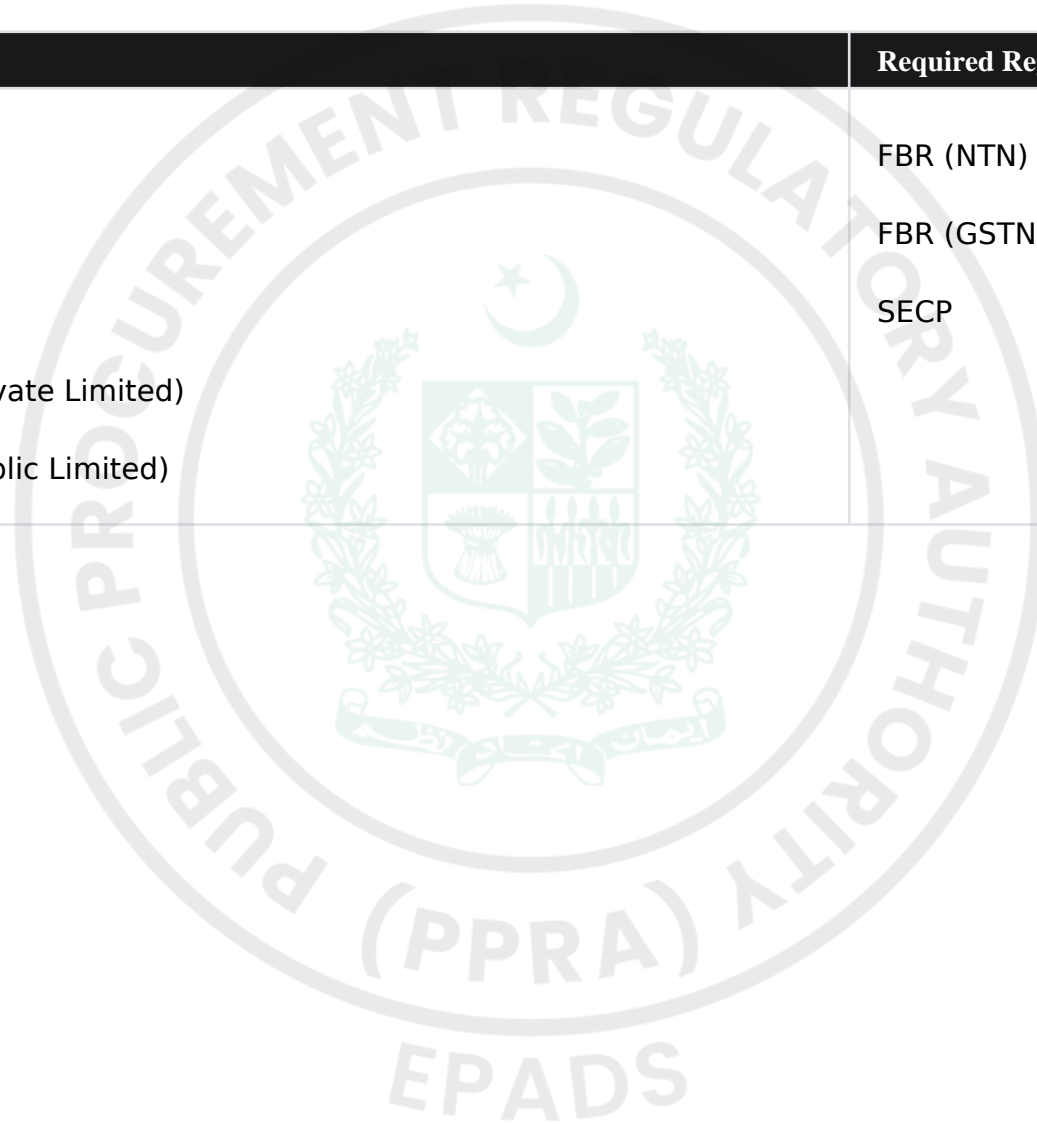 Required Re
FBR (NTN)
FBR (GSTN
SECP
vate Limited)
blic Limited)
PUBLIC PROCUREMENT REGULATORY AUTHORITY
(PPRA)
EPADS